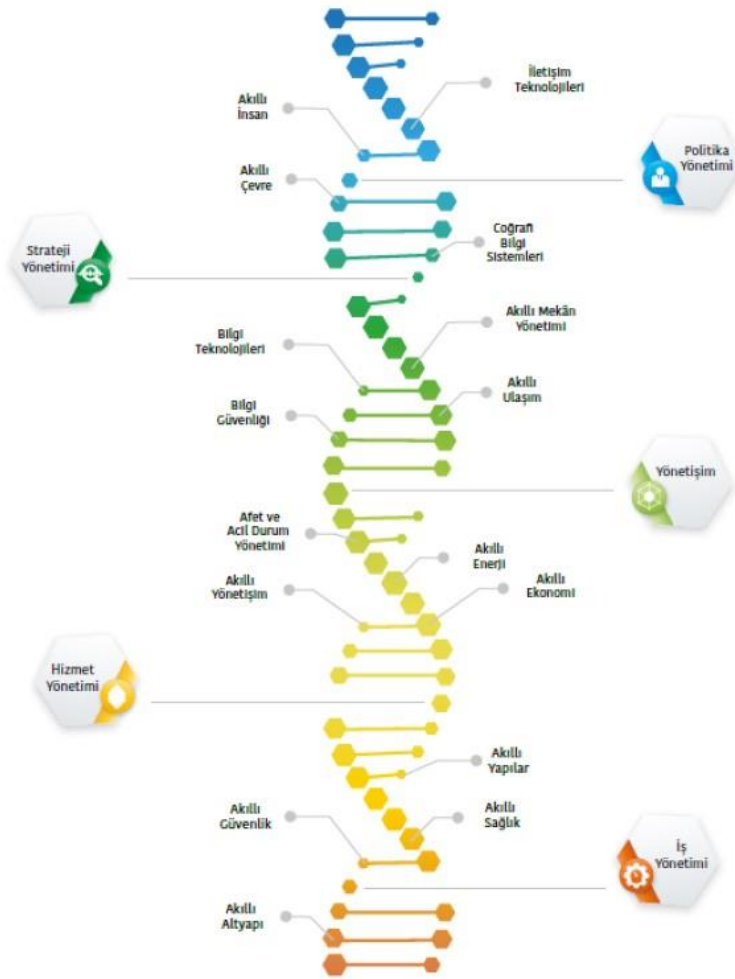 İletişim
Teknolojileri
Akıllı
İnsan
Politika
Yönetimi
Akıllı
Çevre
Strateji
Yönetimi
Coğrafi
Bilgi
Sistemleri
Akıllı Mekân
Yönetimi
Bilgi
Teknolojileri
Akıllı
Ulaşım
Bilgi
Güvenliği
Yönetişim
Afet ve
Acil Durum
Yönetimi
Akıllı
Enerji
Akıllı
Yönetişim
Akıllı
Ekonomi
Hizmet
Yönetimi
Akıllı
Yapılar
Akıllı
Güvenlik
Akıllı
Sağlık
İş
Yönetimi
Akıllı
Altyapı